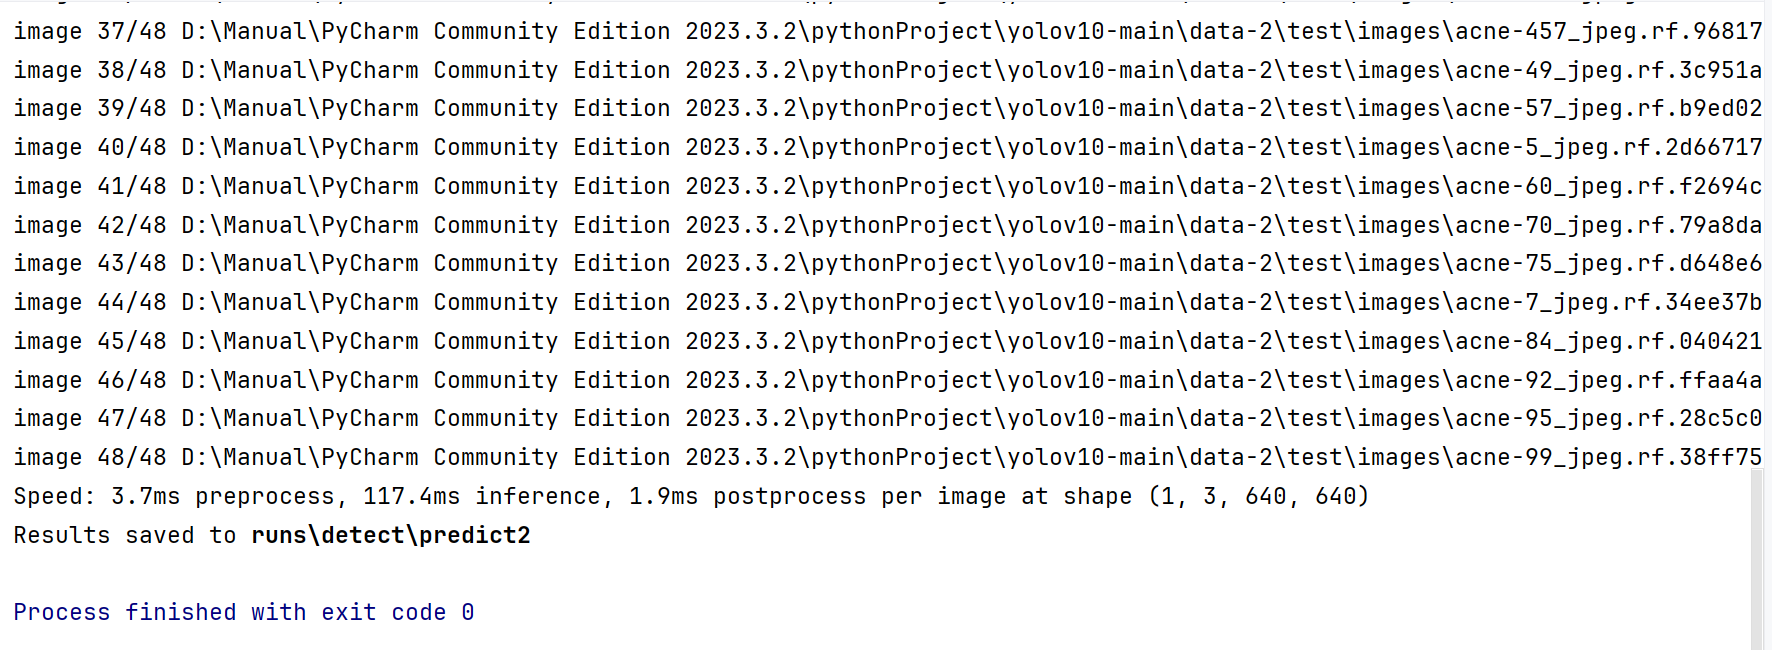 image 37/48 D:\Manual\PyCharm Community Edition 2023.3.2\pythonProject\yolov10-main\data-2\test\images\acne-457_jpeg.rf.96817
image 38/48 D:\Manual\PyCharm Community Edition 2023.3.2\pythonProject\yolov10-main\data-2\test\images\acne-49_jpeg.rf.3c951a
image 39/48 D:\Manual\PyCharm Community Edition 2023.3.2\pythonProject\yolov10-main\data-2\test\images\acne-57_jpeg.rf.b9ed02
image 40/48 D:\Manual\PyCharm Community Edition 2023.3.2\pythonProject\yolov10-main\data-2\test\images\acne-5_jpeg.rf.2d66717
image 41/48 D:\Manual\PyCharm Community Edition 2023.3.2\pythonProject\yolov10-main\data-2\test\images\acne-60_jpeg.rf.f2694c
image 42/48 D:\Manual\PyCharm Community Edition 2023.3.2\pythonProject\yolov10-main\data-2\test\images\acne-70_jpeg.rf.79a8da
image 43/48 D:\Manual\PyCharm Community Edition 2023.3.2\pythonProject\yolov10-main\data-2\test\images\acne-75_jpeg.rf.d648e6
image 44/48 D:\Manual\PyCharm Community Edition 2023.3.2\pythonProject\yolov10-main\data-2\test\images\acne-7_jpeg.rf.34ee37b
image 45/48 D:\Manual\PyCharm Community Edition 2023.3.2\pythonProject\yolov10-main\data-2\test\images\acne-84_jpeg.rf.040421
image 46/48 D:\Manual\PyCharm Community Edition 2023.3.2\pythonProject\yolov10-main\data-2\test\images\acne-92_jpeg.rf.ffaa4a
image 47/48 D:\Manual\PyCharm Community Edition 2023.3.2\pythonProject\yolov10-main\data-2\test\images\acne-95_jpeg.rf.28c5c0
image 48/48 D:\Manual\PyCharm Community Edition 2023.3.2\pythonProject\yolov10-main\data-2\test\images\acne-99_jpeg.rf.38ff75
Speed: 3.7ms preprocess, 117.4ms inference, 1.9ms postprocess per image at shape (1, 3, 640, 640)
Results saved to runs\detect\predict2
Process finished with exit code 0